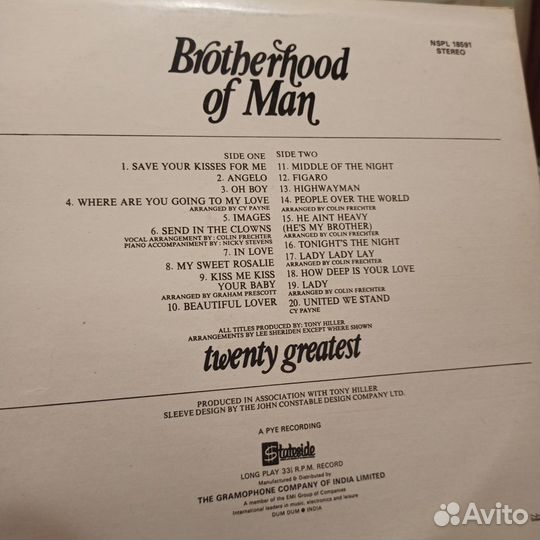 NSPL 18591
STEREO
Brotherhood
of Man
SIDE ONE
1. SAVE YOUR KISSES FOR ME
2. ANGELO
3. OH BOY
4. WHERE ARE YOU GOING TO MY LOVE
ARRANGED BY CY PAYNE
5. IMAGES
6. SEND IN THE CLOWNS
VOCAL ARRANGEMENT BY : COLIN FRECHTER
PIANO ACCOMPANIMENT BY : NICKY STEVENS
7. IN LOVE
8. MY SWEET ROSALIE
9. KISS ME KISS
YOUR BABY
ARRANGED BY GRAHAM PRESCOTT
10. BEAUTIFUL LOVER
SIDE TWO
11. MIDDLE OF THE NIGHT
12. FIGARO
13. HIGHWAYMAN
14. PEOPLE OVER THE WORLD
ARRANGED BY COLIN FRECHTER
15. HE AINT HEAVY
(HE'S MY BROTHER)
ARRANGED BY COLIN FRECHTER
16. TONIGHT'S THE NIGHT
17. LADY LADY LAY
ARRANGED BY COLIN FRECHTER
18. HOW DEEP IS YOUR LOVE
19. LADY
ARRANGED BY COLIN FRECHTER
20. UNITED WE STAND
CY PAYNE
ALL TITLES PRODUCED BY: TONY HILLER
ARRANGEMENTS BY LEE SHERIDEN EXCEPT WHERE SHOWN
twenty greatest
PRODUCED IN ASSOCIATION WITH TONY HILLER
SLEEVE DESIGN BY THE JOHN CONSTABLE DESIGN COMPANY LTD.
A PYE RECORDING
Stateside
LONG PLAY 33⅓ R.P.M. RECORD
Manufactured & Distributed by
THE GRAMOPHONE COMPANY OF INDIA LIMITED
A member of the EMI Group of Companies
International leaders in music, electronics and leisure
DUM DUM • INDIA
Avito